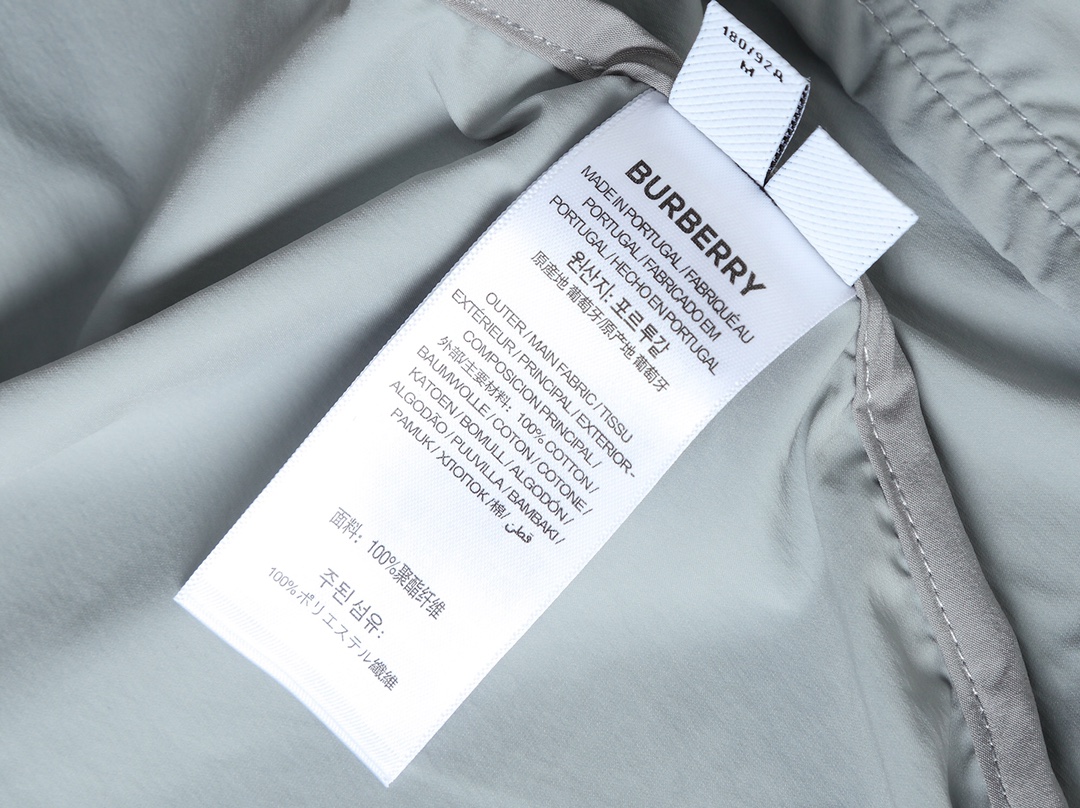 180/92A
M
BURBERRY
MADE IN PORTUGAL / FABRIQUÉ AU
PORTUGAL / FABRICADO EM
PORTUGAL / HECHO EN PORTUGAL
원산지: 포르투갈
原産地 葡萄牙/原产地 葡萄牙
OUTER / MAIN FABRIC / TISSU
EXTÉRIEUR / PRINCIPAL / EXTERIOR-
COMPOSICION PRINCIPAL /
外部/主要材料: 100% COTTON /
BAUMWOLLE / COTON / COTONE /
KATOEN / BOMULL / ALGODÓN /
ALGODÃO / PUUVILLA / BAMBAKI /
PAMUK / ХЛОПОК /棉/ قطن
面料: 100%聚酯纤维
주된 섬유:
100%ポリエステル纖維